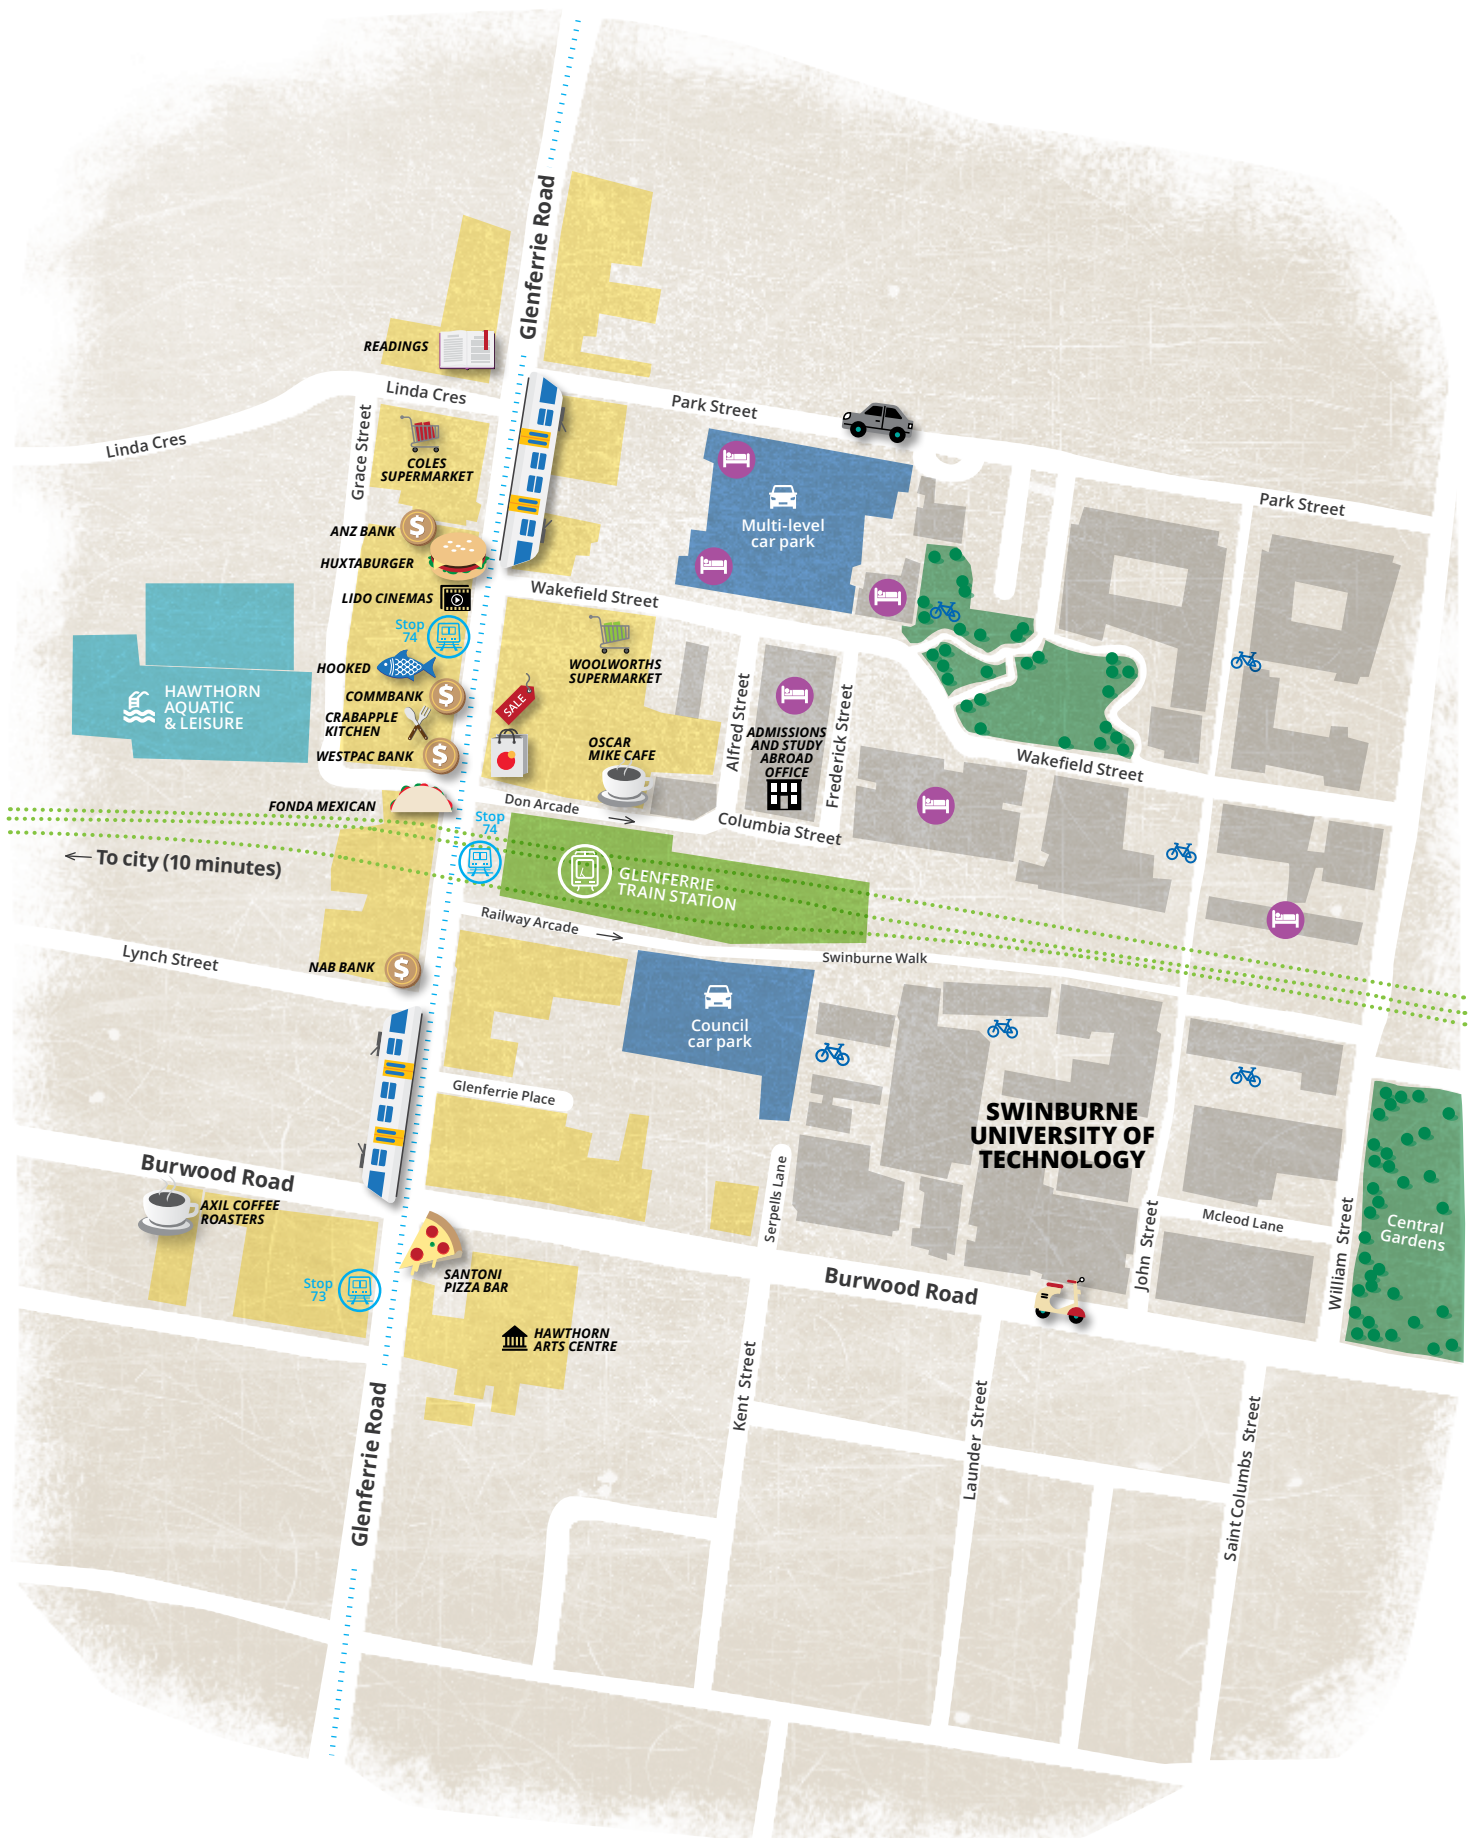 Glenferrie Road
READINGS
Linda Cres
Linda Cres
Grace Street
Park Street
COLES
SUPERMARKET
Park Street
ANZ BANK
$
HUXTABURGER
Multi-level
car park
LIDO CINEMAS
Wakefield Street
Stop
74
WOOLWORTHS
SUPERMARKET
HOOKED
HAWTHORN
AQUATIC
& LEISURE
COMMBANK
$
SALE
CRABAPPLE
KITCHEN
Alfred Street
Frederick Street
ADMISSIONS
AND STUDY
ABROAD
OFFICE
OSCAR
MIKE CAFE
WESTPAC BANK
$
Wakefield Street
FONDA MEXICAN
Don Arcade
Stop
74
Columbia Street
To city (10 minutes)
GLENFERRIE
TRAIN STATION
Railway Arcade
Lynch Street
NAB BANK
$
Swinburne Walk
Council
car park
Glenferrie Place
SWINBURNE
UNIVERSITY OF
TECHNOLOGY
Burwood Road
AXIL COFFEE
ROASTERS
Serpells Lane
John Street
Mcleod Lane
William Street
Central
Gardens
SANTONI
PIZZA BAR
Stop
73
Burwood Road
HAWTHORN
ARTS CENTRE
Glenferrie Road
Kent Street
Launder Street
Saint Columbs Street